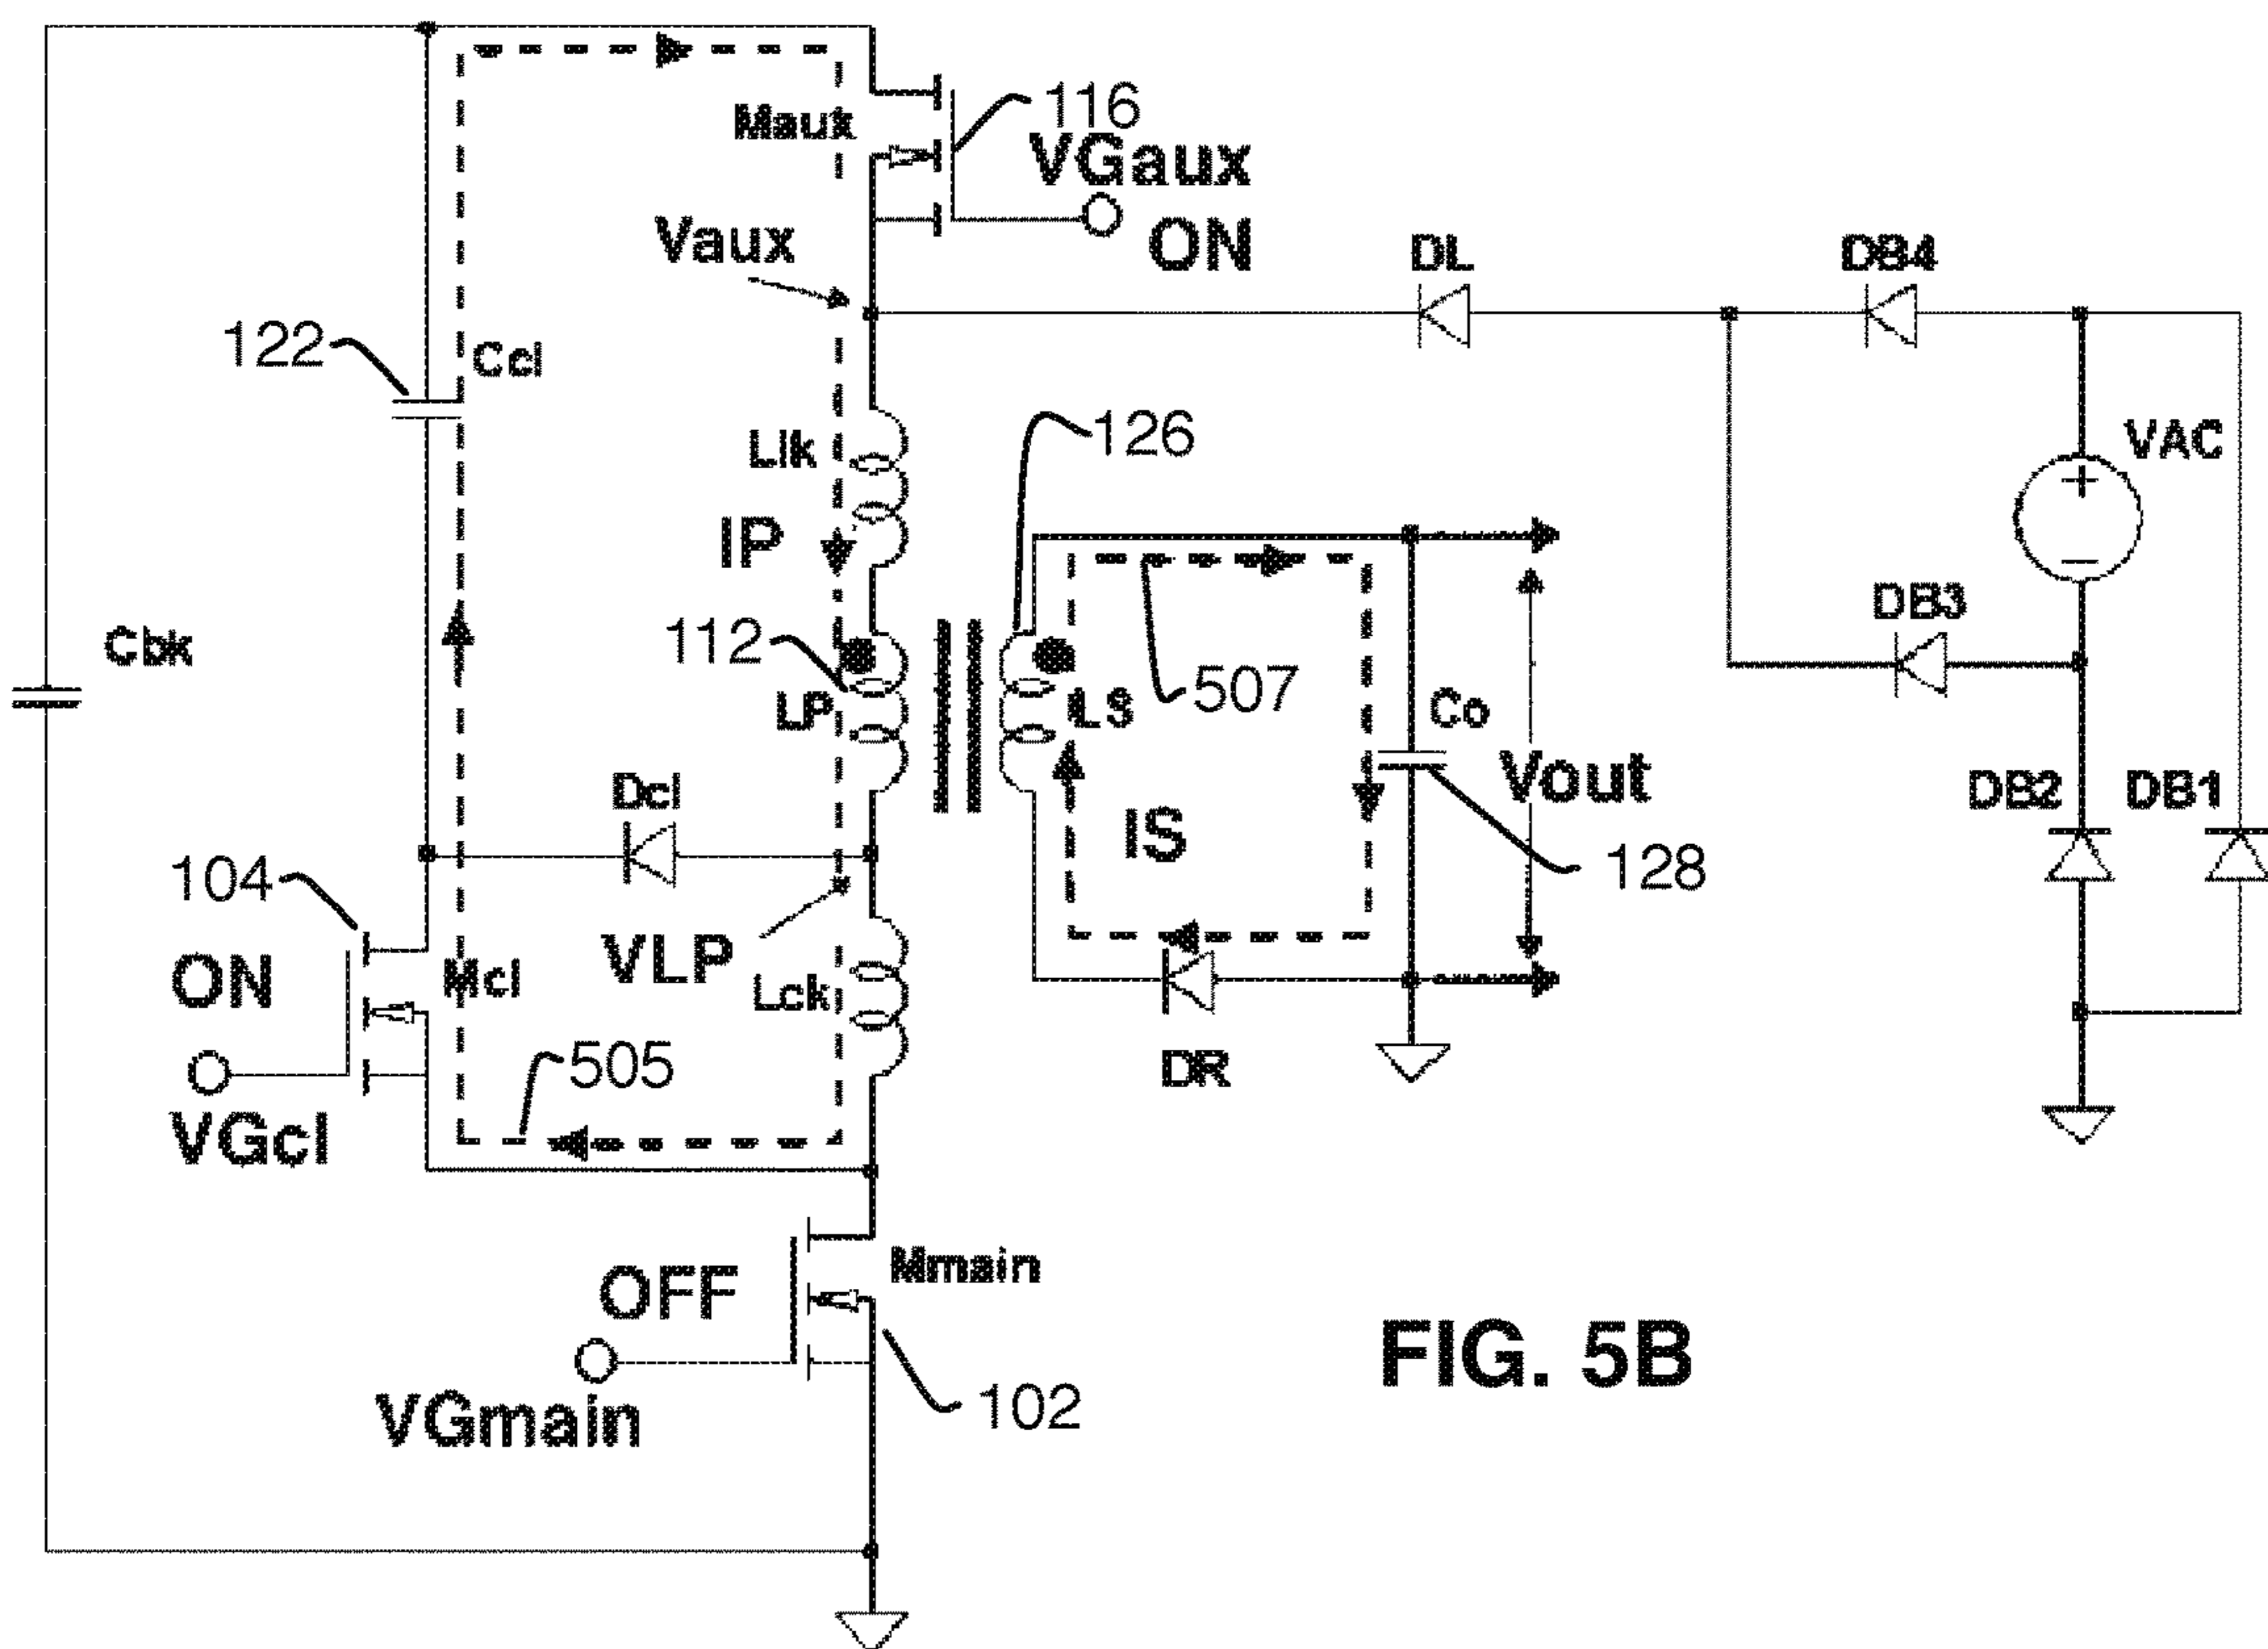 116
Maux
VGaux
ON
Vaux
DL
DB4
122
Ccl
Llk
126
VAC
+
IP
−
DB3
Cbk
112
LP
LS
507
Co
Vout
Dcl
DB2
DB1
IS
128
104
ON
Mcl
VLP
Lck
505
DR
VGcl
OFF
Mmain
FIG. 5B
VGmain
102